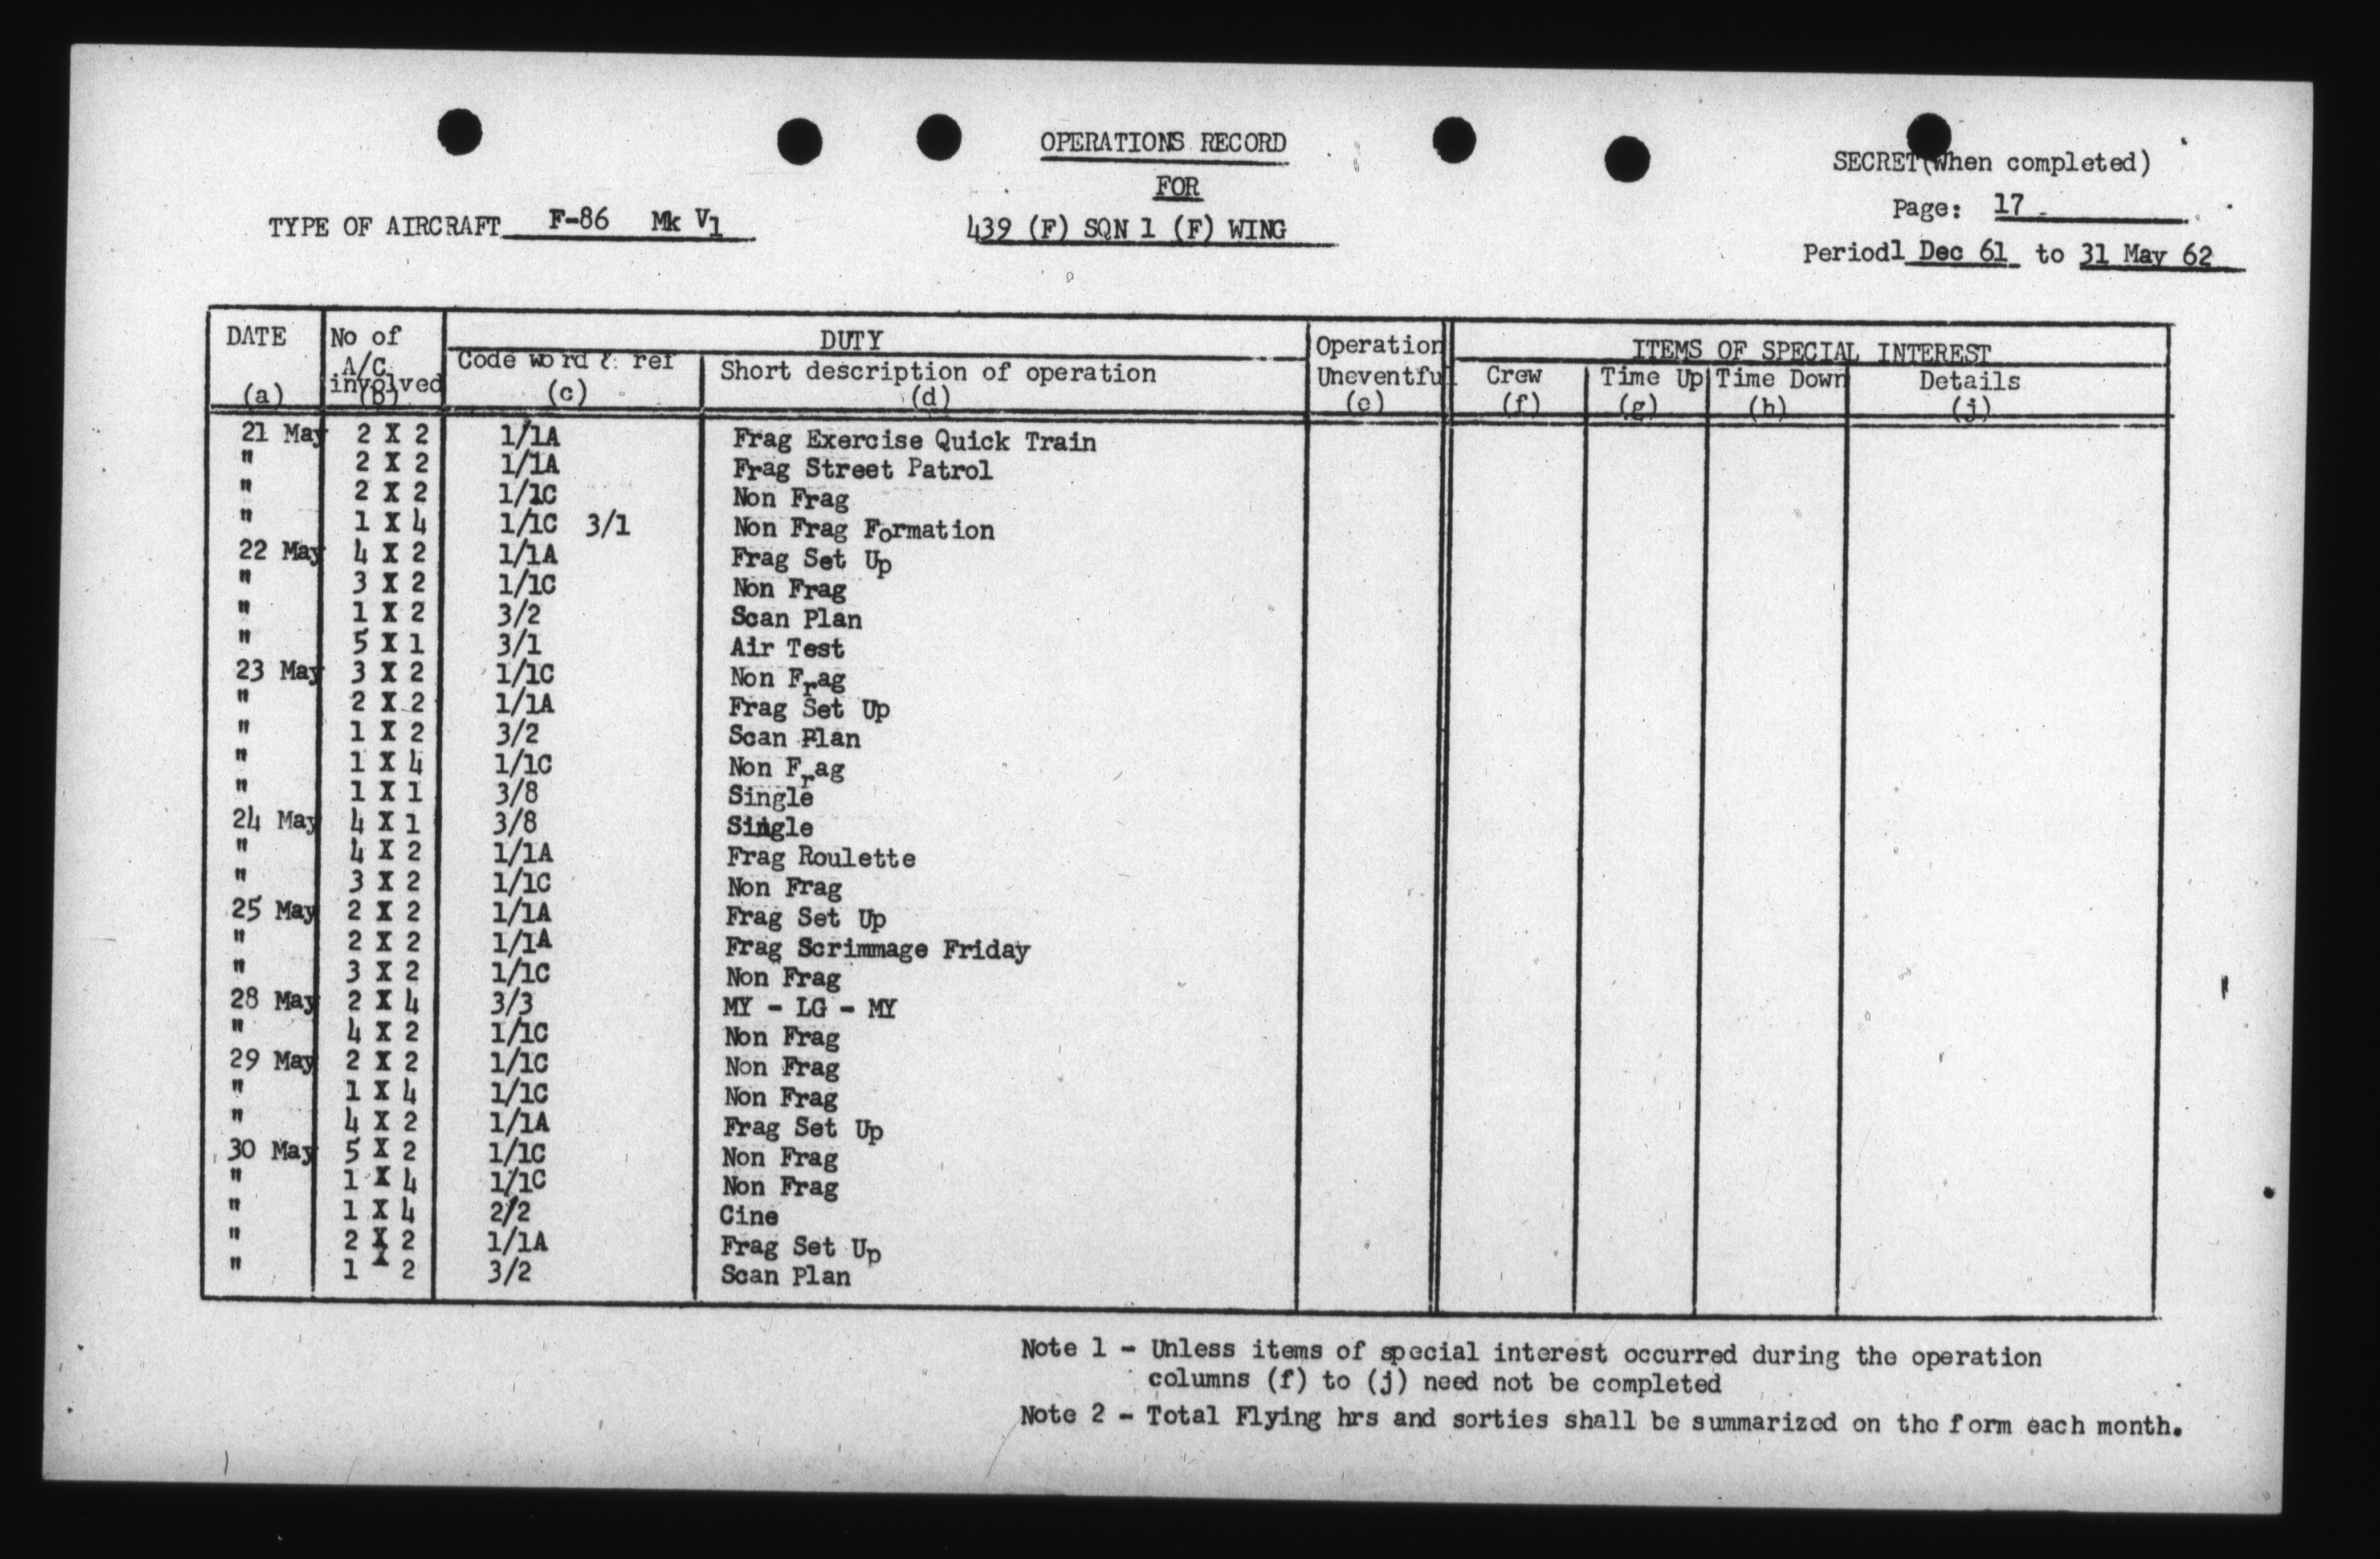 OPERATIONS RECORD
SECRET(When completed)
FOR
Page: 17
TYPE OF AIRCRAFT F-86 Mk V1
439 (F) SQN 1 (F) WING
Period1 Dec 61 to 31 May 62
DATE No of DUTY Operation ITEMS OF SPECIAL INTEREST
A/C Code word & ref Short description of operation Uneventful Crew Time Up Time Down Details
involved
(a) (b) (c) (d) (e) (f) (g) (h) (j)
21 May 2 X 2 1/1A Frag Exercise Quick Train
" 2 X 2 1/1A Frag Street Patrol
" 2 X 2 1/1C Non Frag
" 1 X 4 1/1C 3/1 Non Frag Formation
22 May 4 X 2 1/1A Frag Set Up
" 3 X 2 1/1C Non Frag
" 1 X 2 3/2 Scan Plan
" 5 X 1 3/1 Air Test
23 May 3 X 2 1/1C Non Frag
" 2 X 2 1/1A Frag Set Up
" 1 X 2 3/2 Scan Plan
" 1 X 4 1/1C Non Frag
" 1 X 1 3/8 Single
24 May 4 X 1 3/8 Single
" 4 X 2 1/1A Frag Roulette
" 3 X 2 1/1C Non Frag
25 May 2 X 2 1/1A Frag Set Up
" 2 X 2 1/1A Frag Scrimmage Friday
" 3 X 2 1/1C Non Frag
28 May 2 X 4 3/3 MY - LG - MY
" 4 X 2 1/1C Non Frag
29 May 2 X 2 1/1C Non Frag
" 1 X 4 1/1C Non Frag
" 4 X 2 1/1A Frag Set Up
30 May 5 X 2 1/1C Non Frag
" 1 X 4 1/1C Non Frag
" 1 X 4 2/2 Cine
" 2 X 2 1/1A Frag Set Up
" 1 X 2 3/2 Scan Plan
Note 1 - Unless items of special interest occurred during the operation
columns (f) to (j) need not be completed
Note 2 - Total Flying hrs and sorties shall be summarized on the form each month.